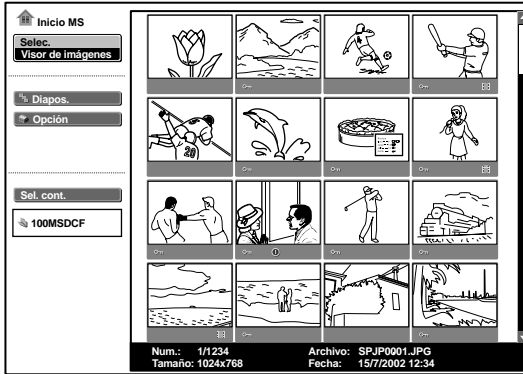 Inicio MS
Selec.
Visor de imágenes
Diapos.
Opción
Sel. cont.
100MSDCF
20
Num.: 1/1234 Archivo: SPJP0001.JPG
Tamaño: 1024x768 Fecha: 15/7/2002 12:34